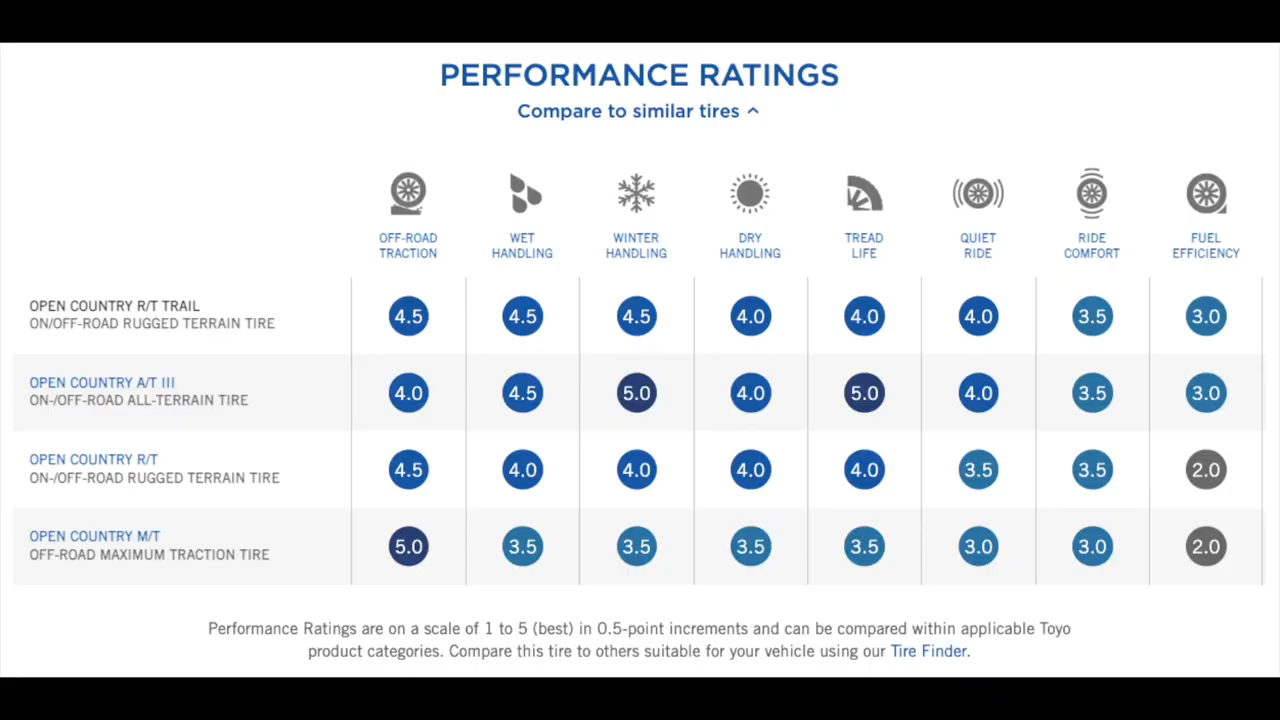 PERFORMANCE RATINGS
Compare to similar tires
OFF-ROAD TRACTION
WET HANDLING
WINTER HANDLING
DRY HANDLING
TREAD LIFE
QUIET RIDE
RIDE COMFORT
FUEL EFFICIENCY
OPEN COUNTRY R/T TRAIL
ON/OFF-ROAD RUGGED TERRAIN TIRE
4.5 4.5 4.5 4.0 4.0 4.0 3.5 3.0
OPEN COUNTRY A/T III
ON-/OFF-ROAD ALL-TERRAIN TIRE
4.0 4.5 5.0 4.0 5.0 4.0 3.5 3.0
OPEN COUNTRY R/T
ON-/OFF-ROAD RUGGED TERRAIN TIRE
4.5 4.0 4.0 4.0 4.0 3.5 3.5 2.0
OPEN COUNTRY M/T
OFF-ROAD MAXIMUM TRACTION TIRE
5.0 3.5 3.5 3.5 3.5 3.0 3.0 2.0
Performance Ratings are on a scale of 1 to 5 (best) in 0.5-point increments and can be compared within applicable Toyo
product categories. Compare this tire to others suitable for your vehicle using our Tire Finder.